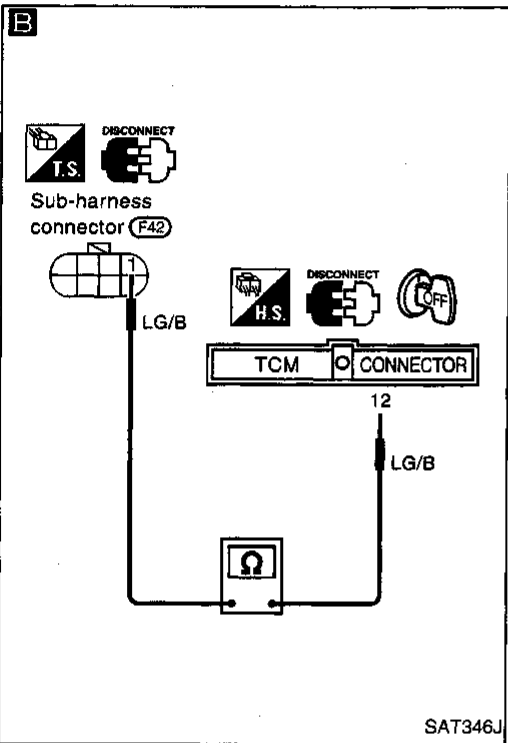 B
DISCONNECT
T.S.
Sub-harness
connector F42
1
LG/B
DISCONNECT
H.S.
OFF
TCM CONNECTOR
12
LG/B
Ω
SAT346J